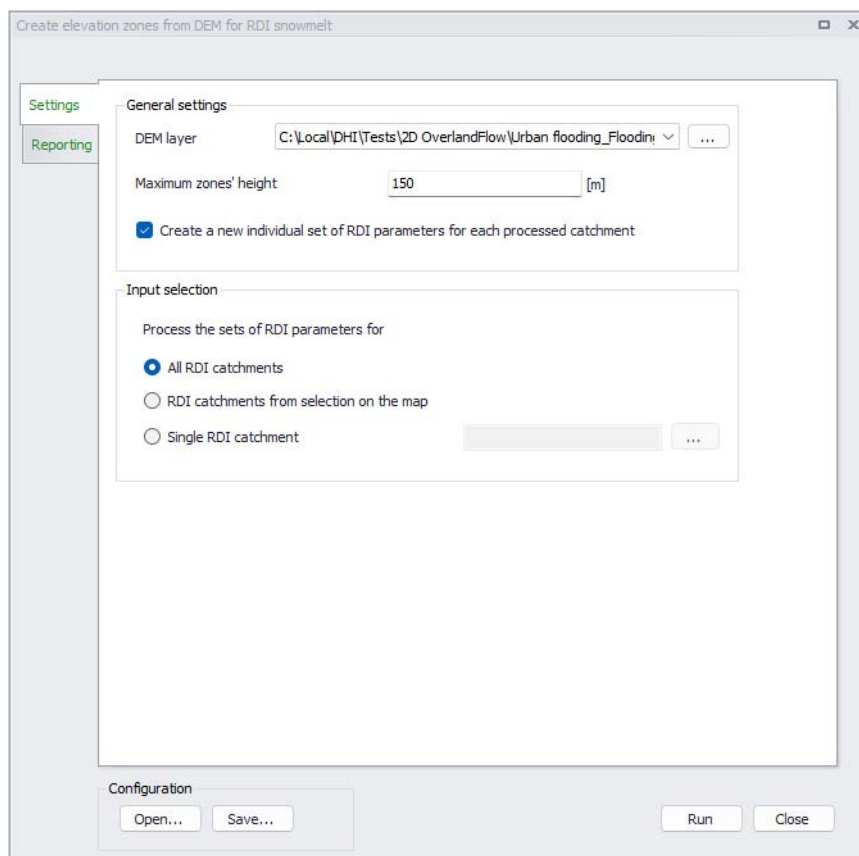 Create elevation zones from DEM for RDI snowmelt
Settings
Reporting
General settings
DEM layer C:\Local\DHI\Tests\2D OverlandFlow\Urban flooding_Flooding ...
Maximum zones' height 150 [m]
Create a new individual set of RDI parameters for each processed catchment
Input selection
Process the sets of RDI parameters for
All RDI catchments
RDI catchments from selection on the map
Single RDI catchment ...
Configuration
Open... Save... Run Close